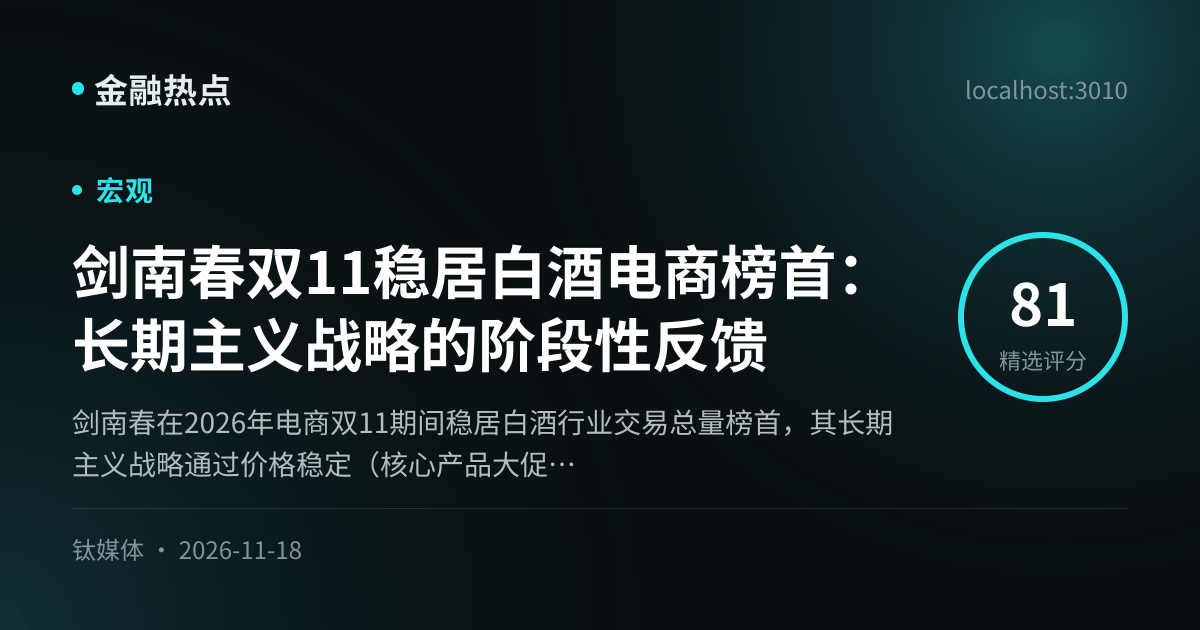 金融热点
localhost:3010
宏观
剑南春双11稳居白酒电商榜首：
长期主义战略的阶段性反馈
81
精选评分
剑南春在2026年电商双11期间稳居白酒行业交易总量榜首，其长期
主义战略通过价格稳定（核心产品大促…
钛媒体 · 2026-11-18